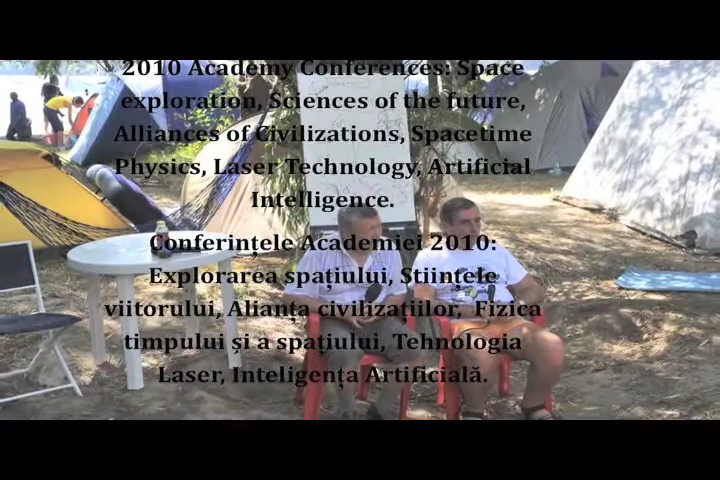 2010 Academy Conferences: Space
exploration, Sciences of the future,
Alliances of Civilizations, Spacetime
Physics, Laser Technology, Artificial
Intelligence.
Conferințele Academiei 2010:
Explorarea spațiului, Stiințele
viitorului, Alianța civilizațiilor, Fizica
timpului și a spațiului, Tehnologia
Laser, Inteligența Artificială.